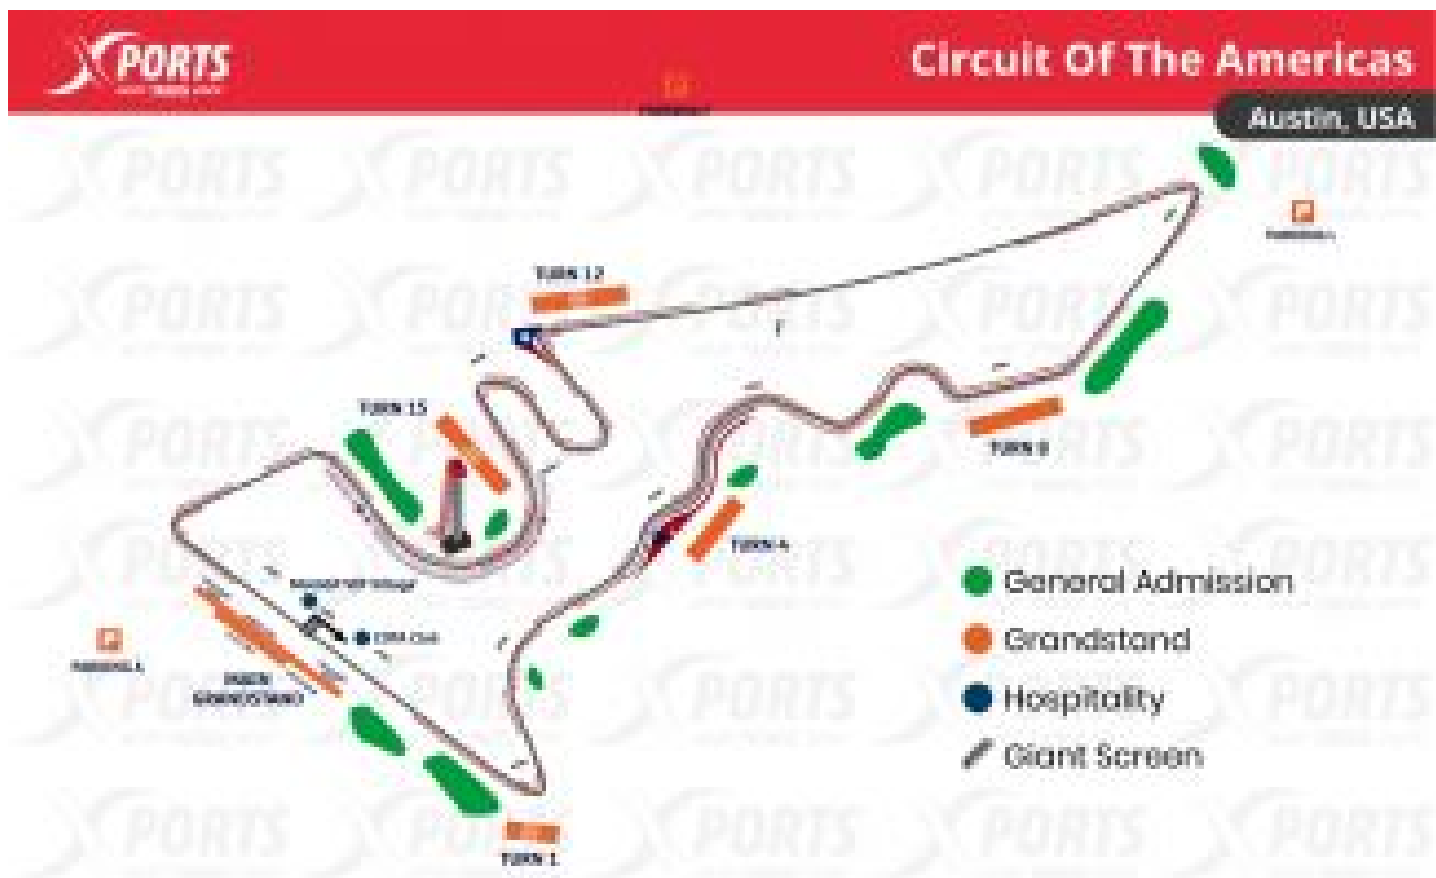 XPORTS
Circuit Of The Americas
Austin, USA
TURN 12
TURN 15
TURN 9
TURN 4
General Admission
Grandstand
Hospitality
Giant Screen
MAIN
GRANDSTAND
TURN 1